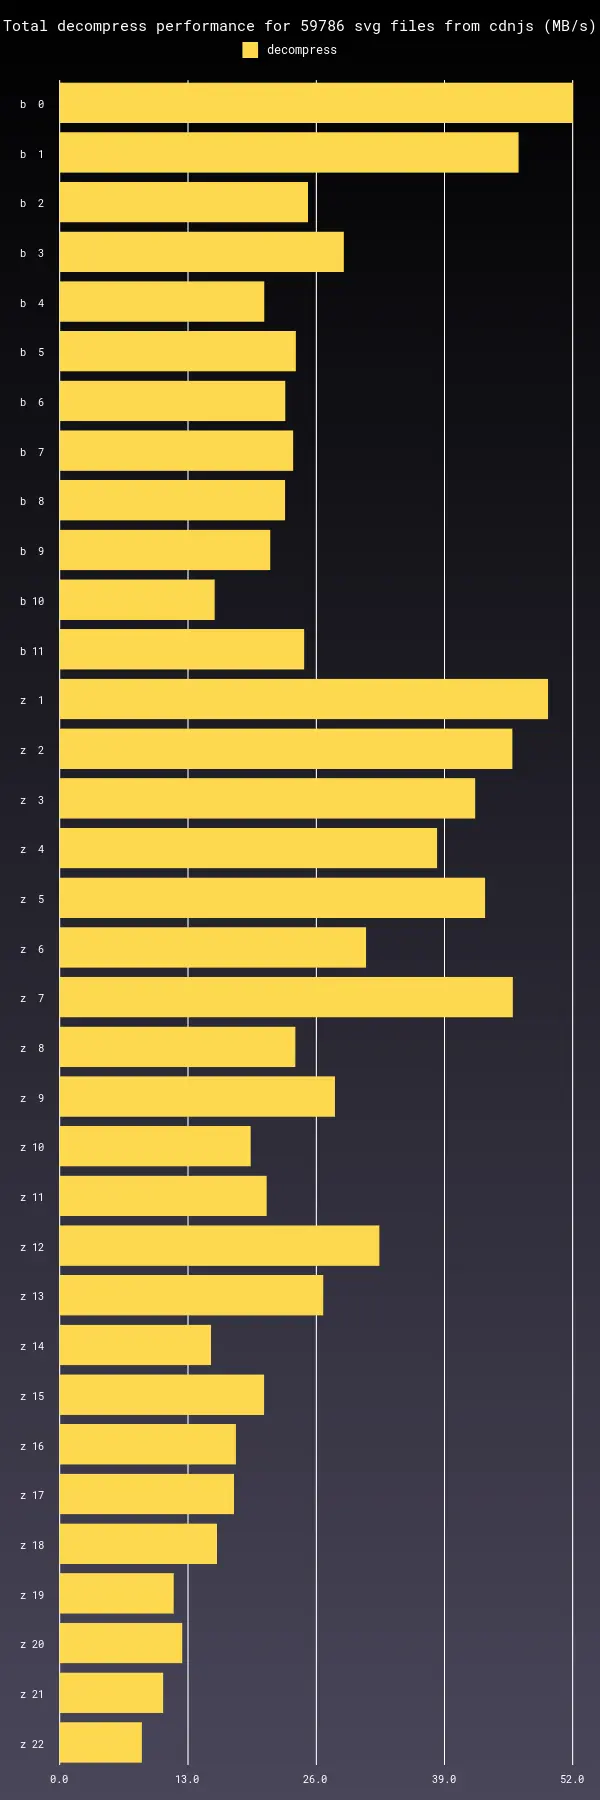 Total decompress performance for 59786 svg files from cdnjs (MB/s)
decompress
b 0
b 1
b 2
b 3
b 4
b 5
b 6
b 7
b 8
b 9
b 10
b 11
z 1
z 2
z 3
z 4
z 5
z 6
z 7
z 8
z 9
z 10
z 11
z 12
z 13
z 14
z 15
z 16
z 17
z 18
z 19
z 20
z 21
z 22
0.0 13.0 26.0 39.0 52.0